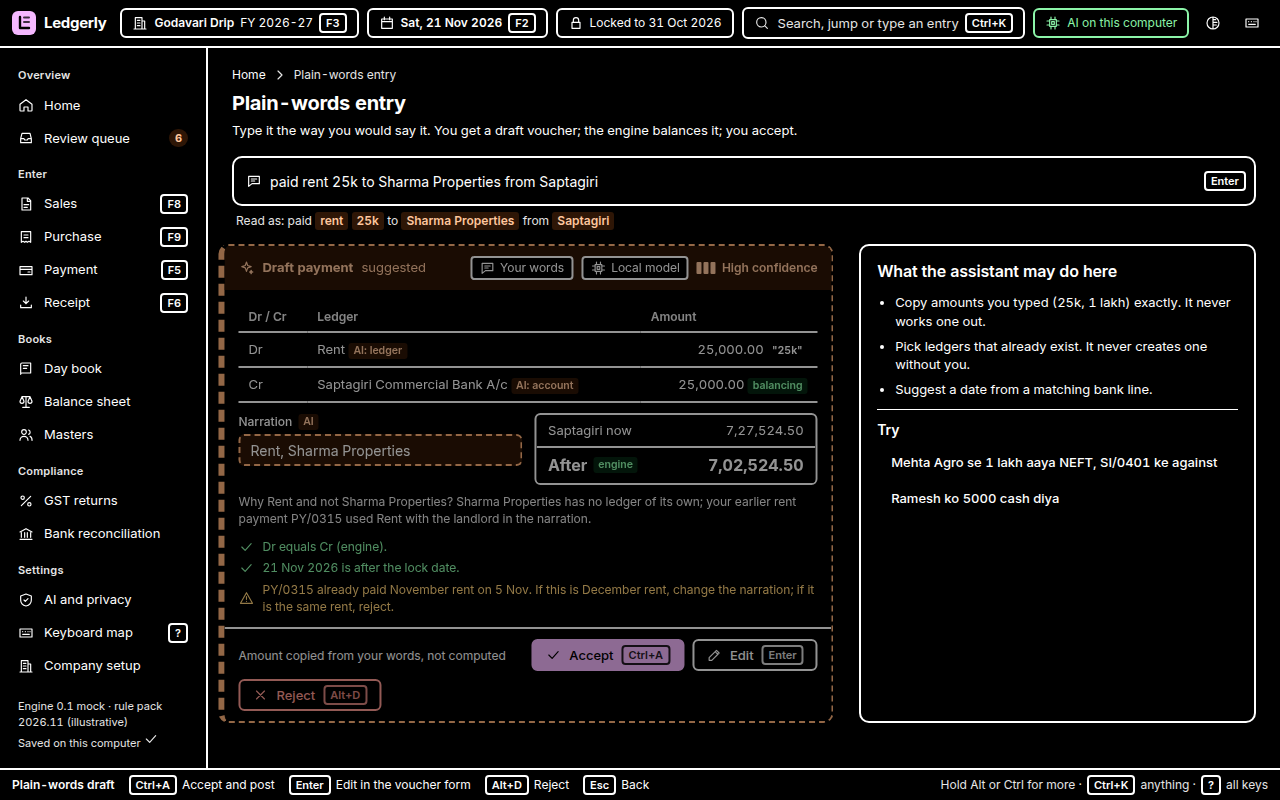 Ledgerly
Godavari Drip FY 2026-27 F3
Sat, 21 Nov 2026 F2
Locked to 31 Oct 2026
Search, jump or type an entry Ctrl+K
AI on this computer
Overview
Home
Review queue 6
Enter
Sales F8
Purchase F9
Payment F5
Receipt F6
Books
Day book
Balance sheet
Masters
Compliance
GST returns
Bank reconciliation
Settings
AI and privacy
Keyboard map ?
Company setup
Engine 0.1 mock · rule pack
2026.11 (illustrative)
Saved on this computer
Home Plain-words entry
Plain-words entry
Type it the way you would say it. You get a draft voucher; the engine balances it; you accept.
paid rent 25k to Sharma Properties from Saptagiri Enter
Read as: paid rent 25k to Sharma Properties from Saptagiri
Draft payment suggested Your words Local model High confidence
Dr / Cr Ledger Amount
Dr Rent AI: ledger 25,000.00 "25k"
Cr Saptagiri Commercial Bank A/c AI: account 25,000.00 balancing
Narration AI
Rent, Sharma Properties
Saptagiri now 7,27,524.50
After engine 7,02,524.50
Why Rent and not Sharma Properties? Sharma Properties has no ledger of its own; your earlier rent
payment PY/0315 used Rent with the landlord in the narration.
Dr equals Cr (engine).
21 Nov 2026 is after the lock date.
PY/0315 already paid November rent on 5 Nov. If this is December rent, change the narration; if it
is the same rent, reject.
Amount copied from your words, not computed Accept Ctrl+A Edit Enter
Reject Alt+D
What the assistant may do here
• Copy amounts you typed (25k, 1 lakh) exactly. It never
works one out.
• Pick ledgers that already exist. It never creates one
without you.
• Suggest a date from a matching bank line.
Try
Mehta Agro se 1 lakh aaya NEFT, SI/0401 ke against
Ramesh ko 5000 cash diya
Plain-words draft Ctrl+A Accept and post Enter Edit in the voucher form Alt+D Reject Esc Back
Hold Alt or Ctrl for more · Ctrl+K anything · ? all keys